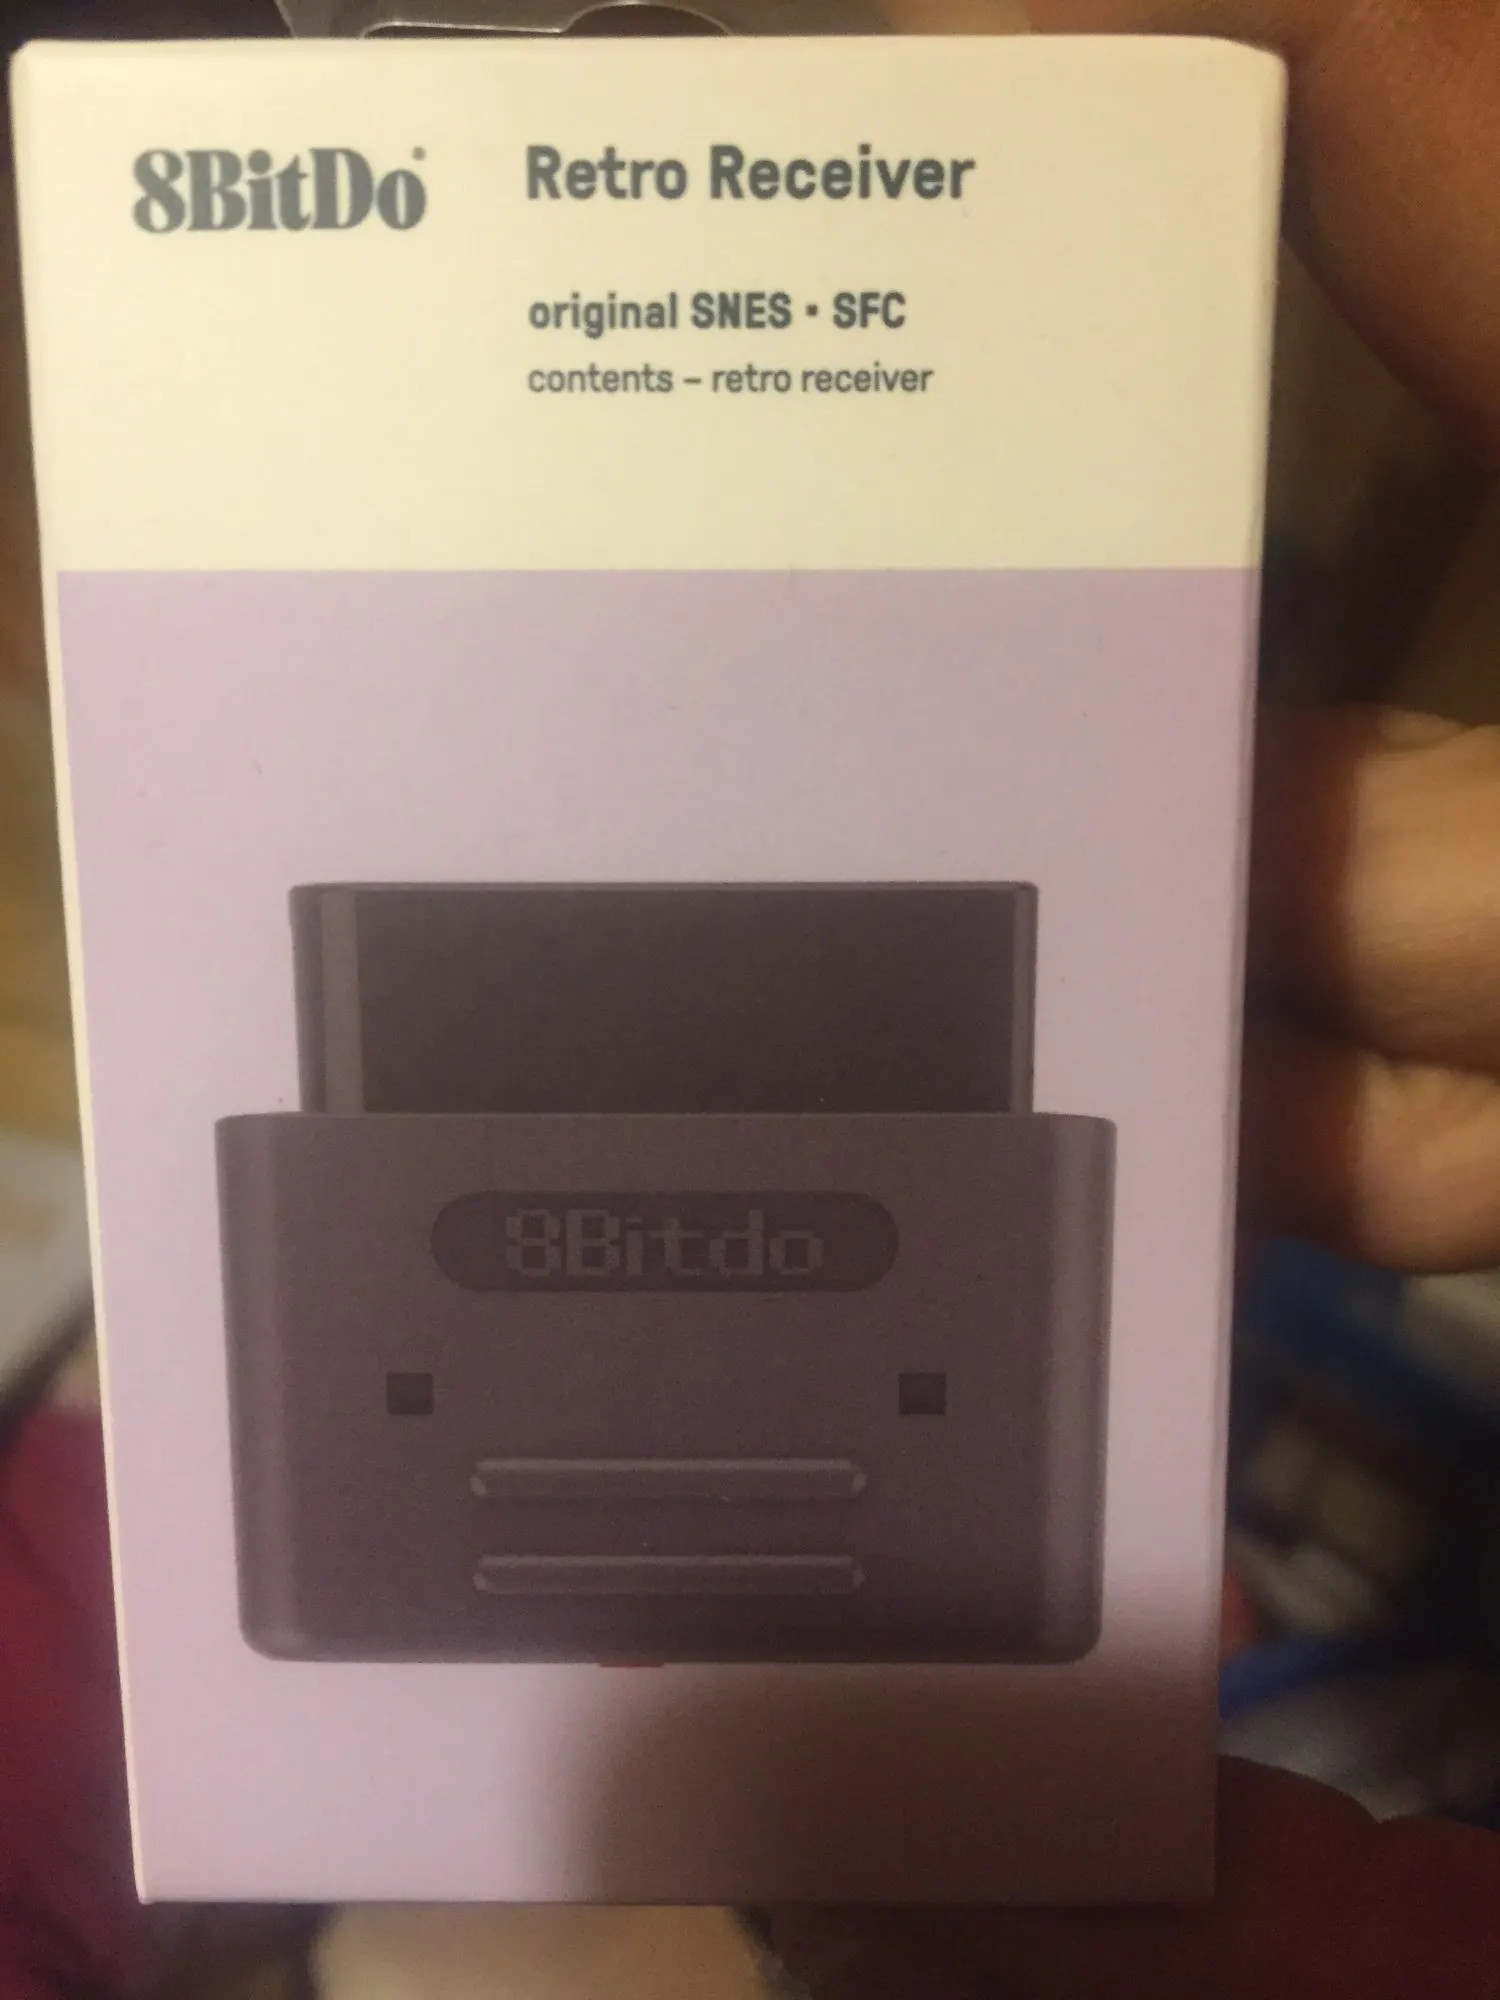 8BitDo
Retro Receiver
original SNES · SFC
contents – retro receiver
8Bitdo